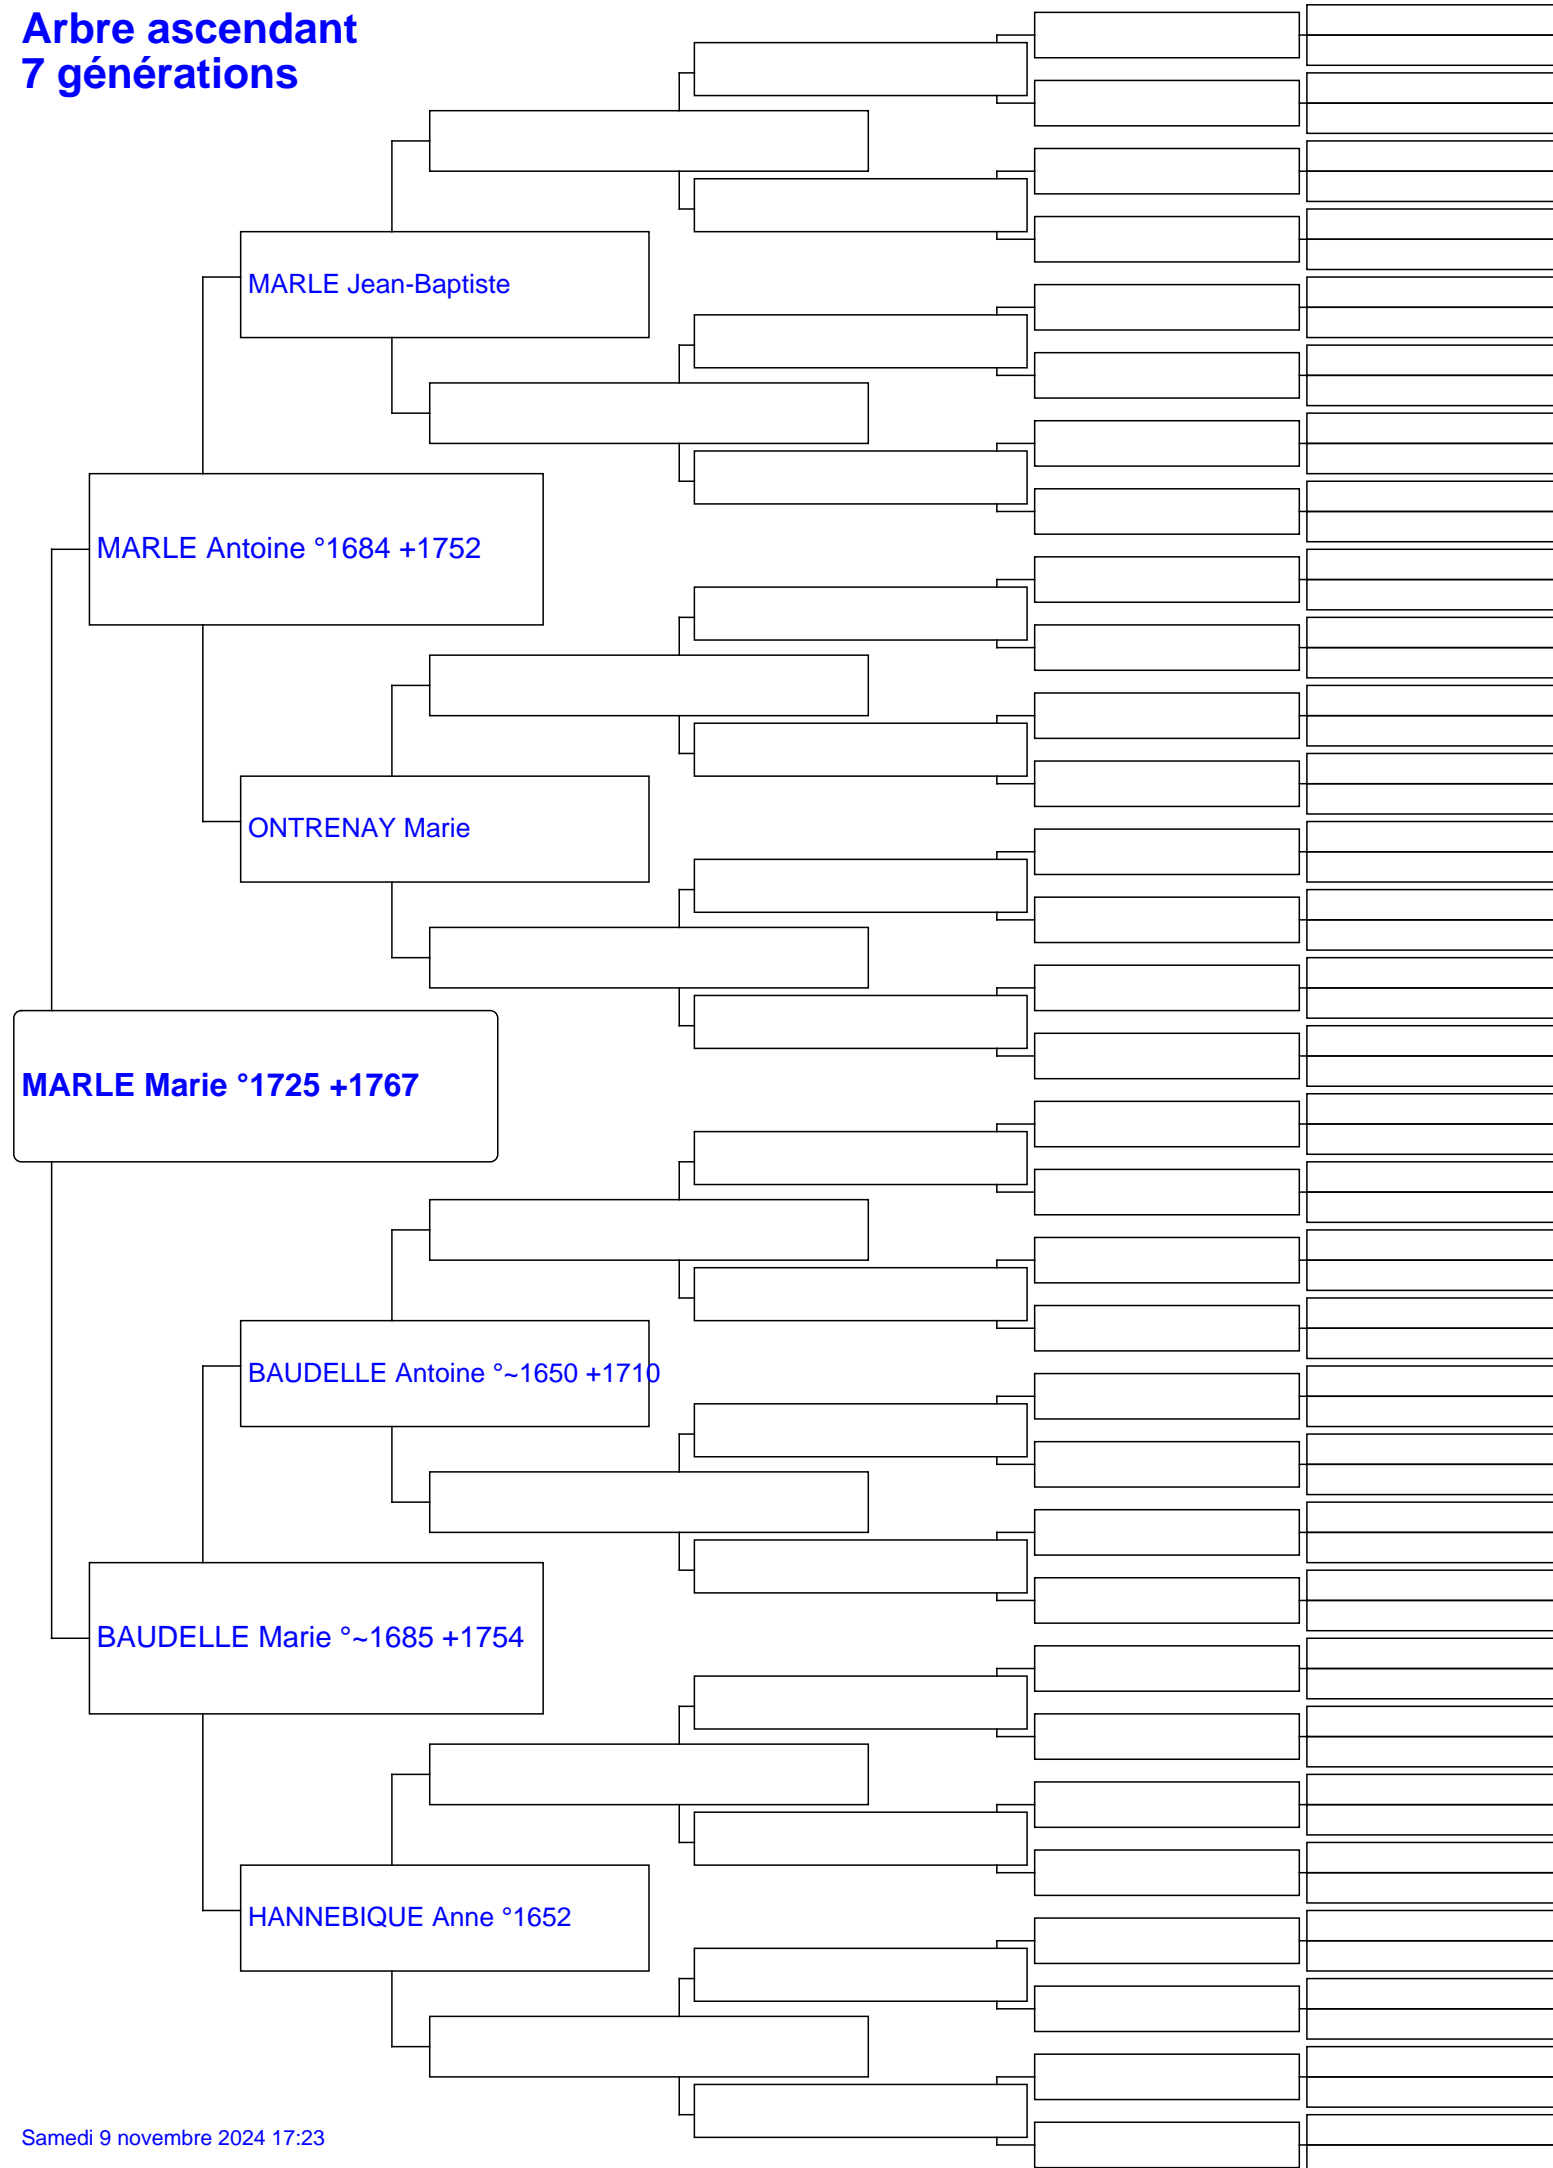 Arbre ascendant
7 générations
MARLE Jean-Baptiste
MARLE Antoine °1684 +1752
ONTRENAY Marie
MARLE Marie °1725 +1767
BAUDELLE Antoine °~1650 +1710
BAUDELLE Marie °~1685 +1754
HANNEBIQUE Anne °1652
Samedi 9 novembre 2024 17:23